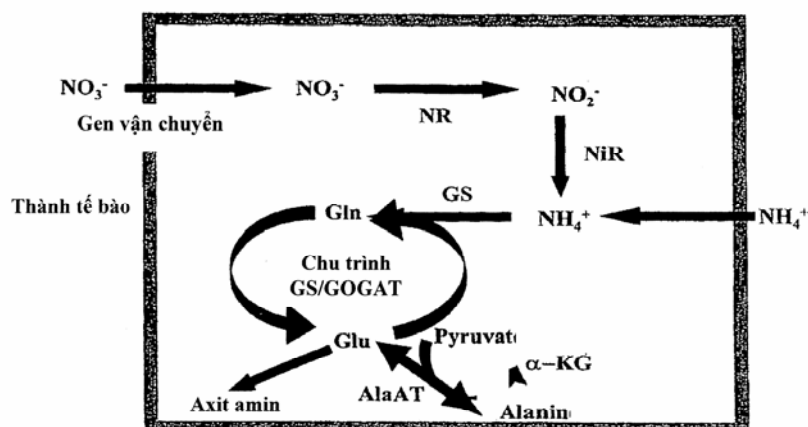 NO₃⁻
NO₃⁻
NO₂⁻
Gen vận chuyển
NR
NiR
Thành tế bào
GS
Gln
NH₄⁺
NH₄⁺
Chu trình
GS/GOGAT
Glu
Pyruvat
α–KG
Axit amin
AlaAT
Alanin